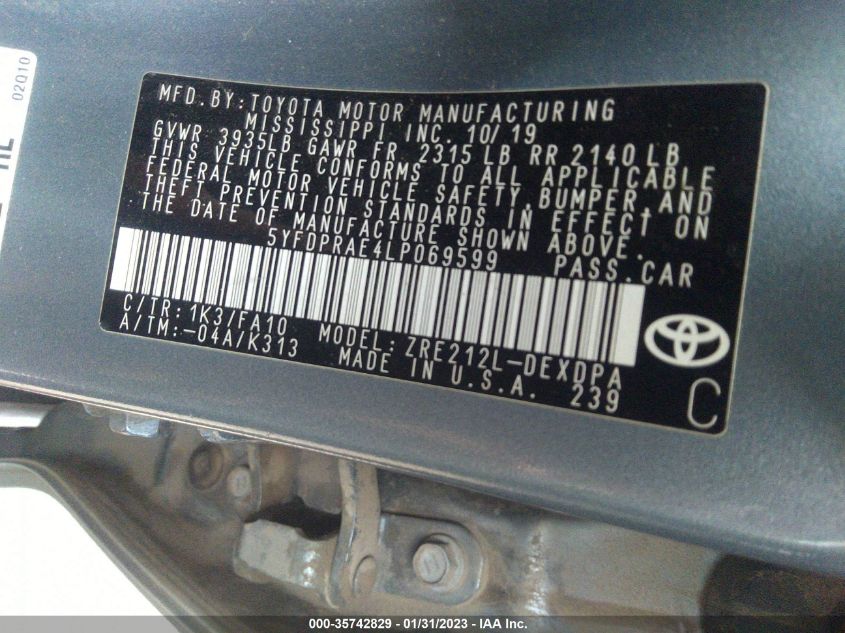 02Q10
MFD.BY:TOYOTA MOTOR MANUFACTURING
MISSISSIPPI INC. 10/19
GVWR 3935LB GAWR FR 2315 LB RR 2140 LB
THIS VEHICLE CONFORMS TO ALL APPLICABLE
FEDERAL MOTOR VEHICLE SAFETY,BUMPER,AND
THEFT PREVENTION STANDARDS IN EFFECT ON
THE DATE OF MANUFACTURE SHOWN ABOVE.
5YFDPRAE4LP069599 PASS.CAR
C/TR:1K3/FA10
A/TM:-04A/K313
MODEL:ZRE212L-DEXDPA
MADE IN U.S.A. 239
C
000-35742829 - 01/31/2023 - IAA Inc.